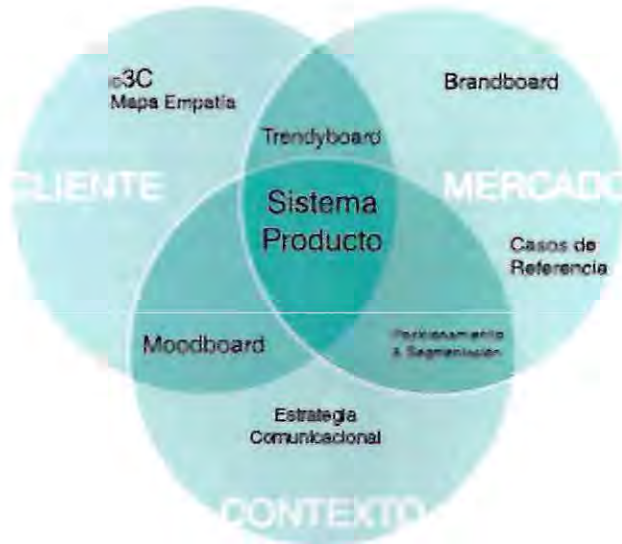 3C
Mapa Empatía
Brandboard
Trendyboard
CLIENTE
MERCADO
Sistema
Producto
Casos de
Referencia
Moodboard
Posicionamiento
& Segmentación
Estrategia
Comunicacional
CONTEXTO